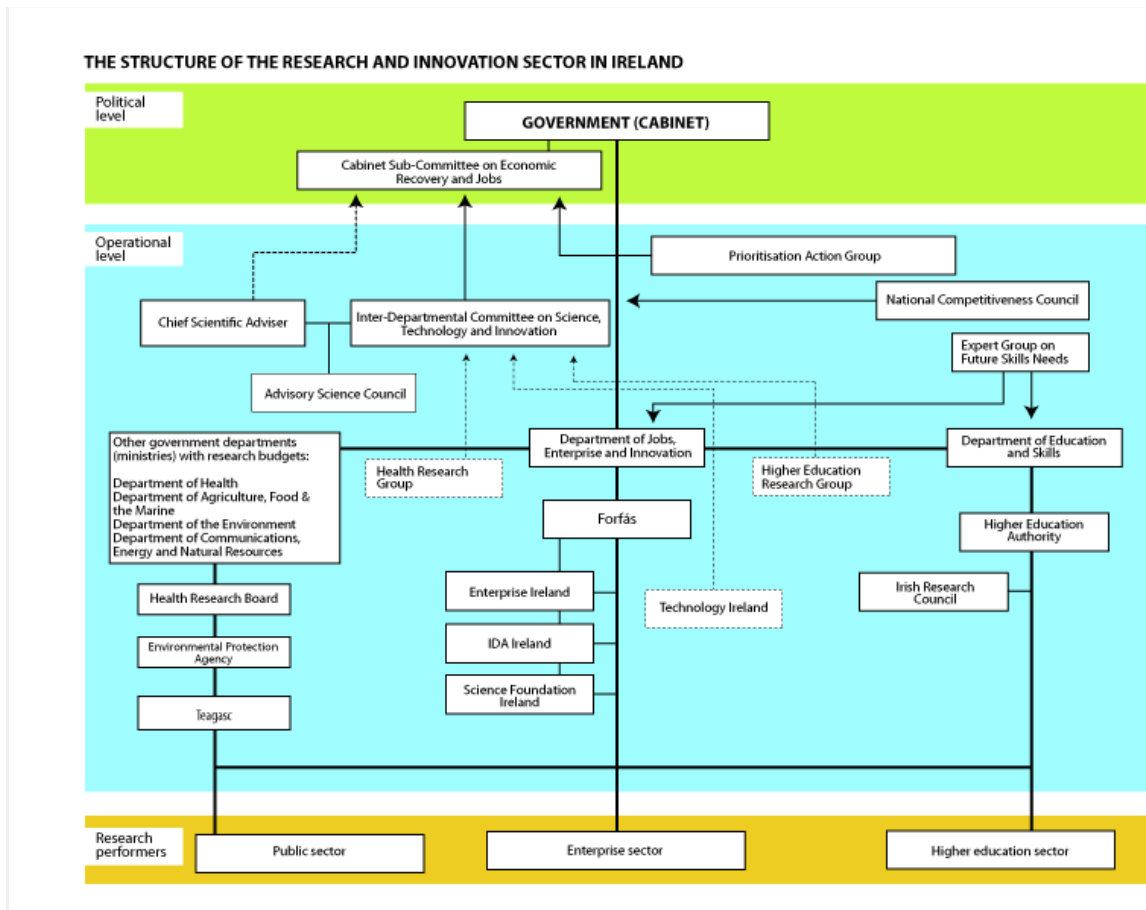 THE STRUCTURE OF THE RESEARCH AND INNOVATION SECTOR IN IRELAND
Political
level
GOVERNMENT (CABINET)
Cabinet Sub-Committee on Economic
Recovery and Jobs
Operational
level
Prioritisation Action Group
National Competitiveness Council
Chief Scientific Adviser
Inter-Departmental Committee on Science,
Technology and Innovation
Expert Group on
Future Skills Needs
Advisory Science Council
Other government departments
(ministries) with research budgets:
Department of Health
Department of Agriculture, Food &
the Marine
Department of the Environment
Department of Communications,
Energy and Natural Resources
Health Research
Group
Department of Jobs,
Enterprise and Innovation
Higher Education
Research Group
Department of Education
and Skills
Forfás
Higher Education
Authority
Health Research Board
Enterprise Ireland
Technology Ireland
Irish Research
Council
Environmental Protection
Agency
IDA Ireland
Science Foundation
Ireland
Teagasc
Research
performers
Public sector
Enterprise sector
Higher education sector